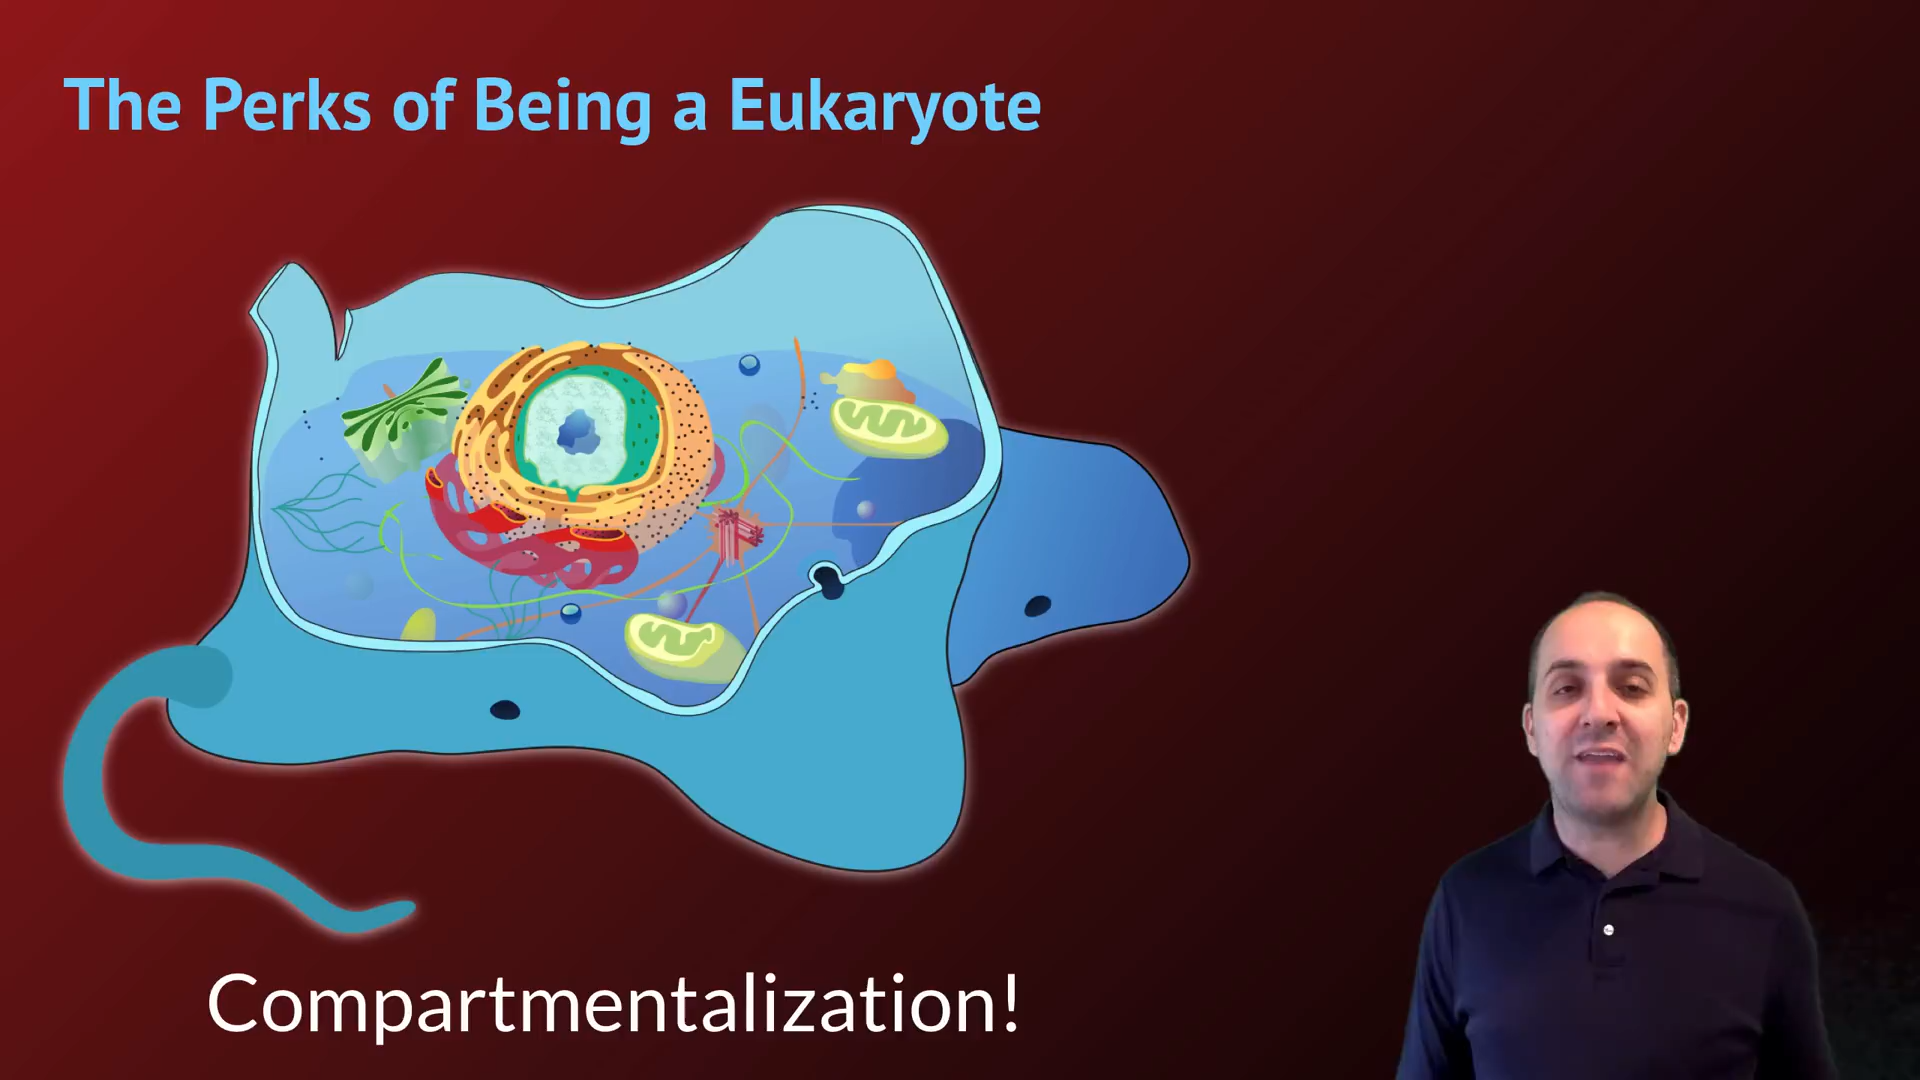 The Perks of Being a Eukaryote
Compartmentalization!